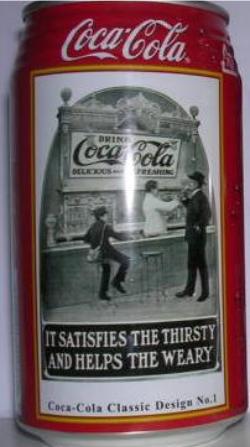 Coca-Cola
DRINK
Coca-Cola
DELICIOUS AND REFRESHING
IT SATISFIES THE THIRSTY
AND HELPS THE WEARY
Coca-Cola Classic Design No.1